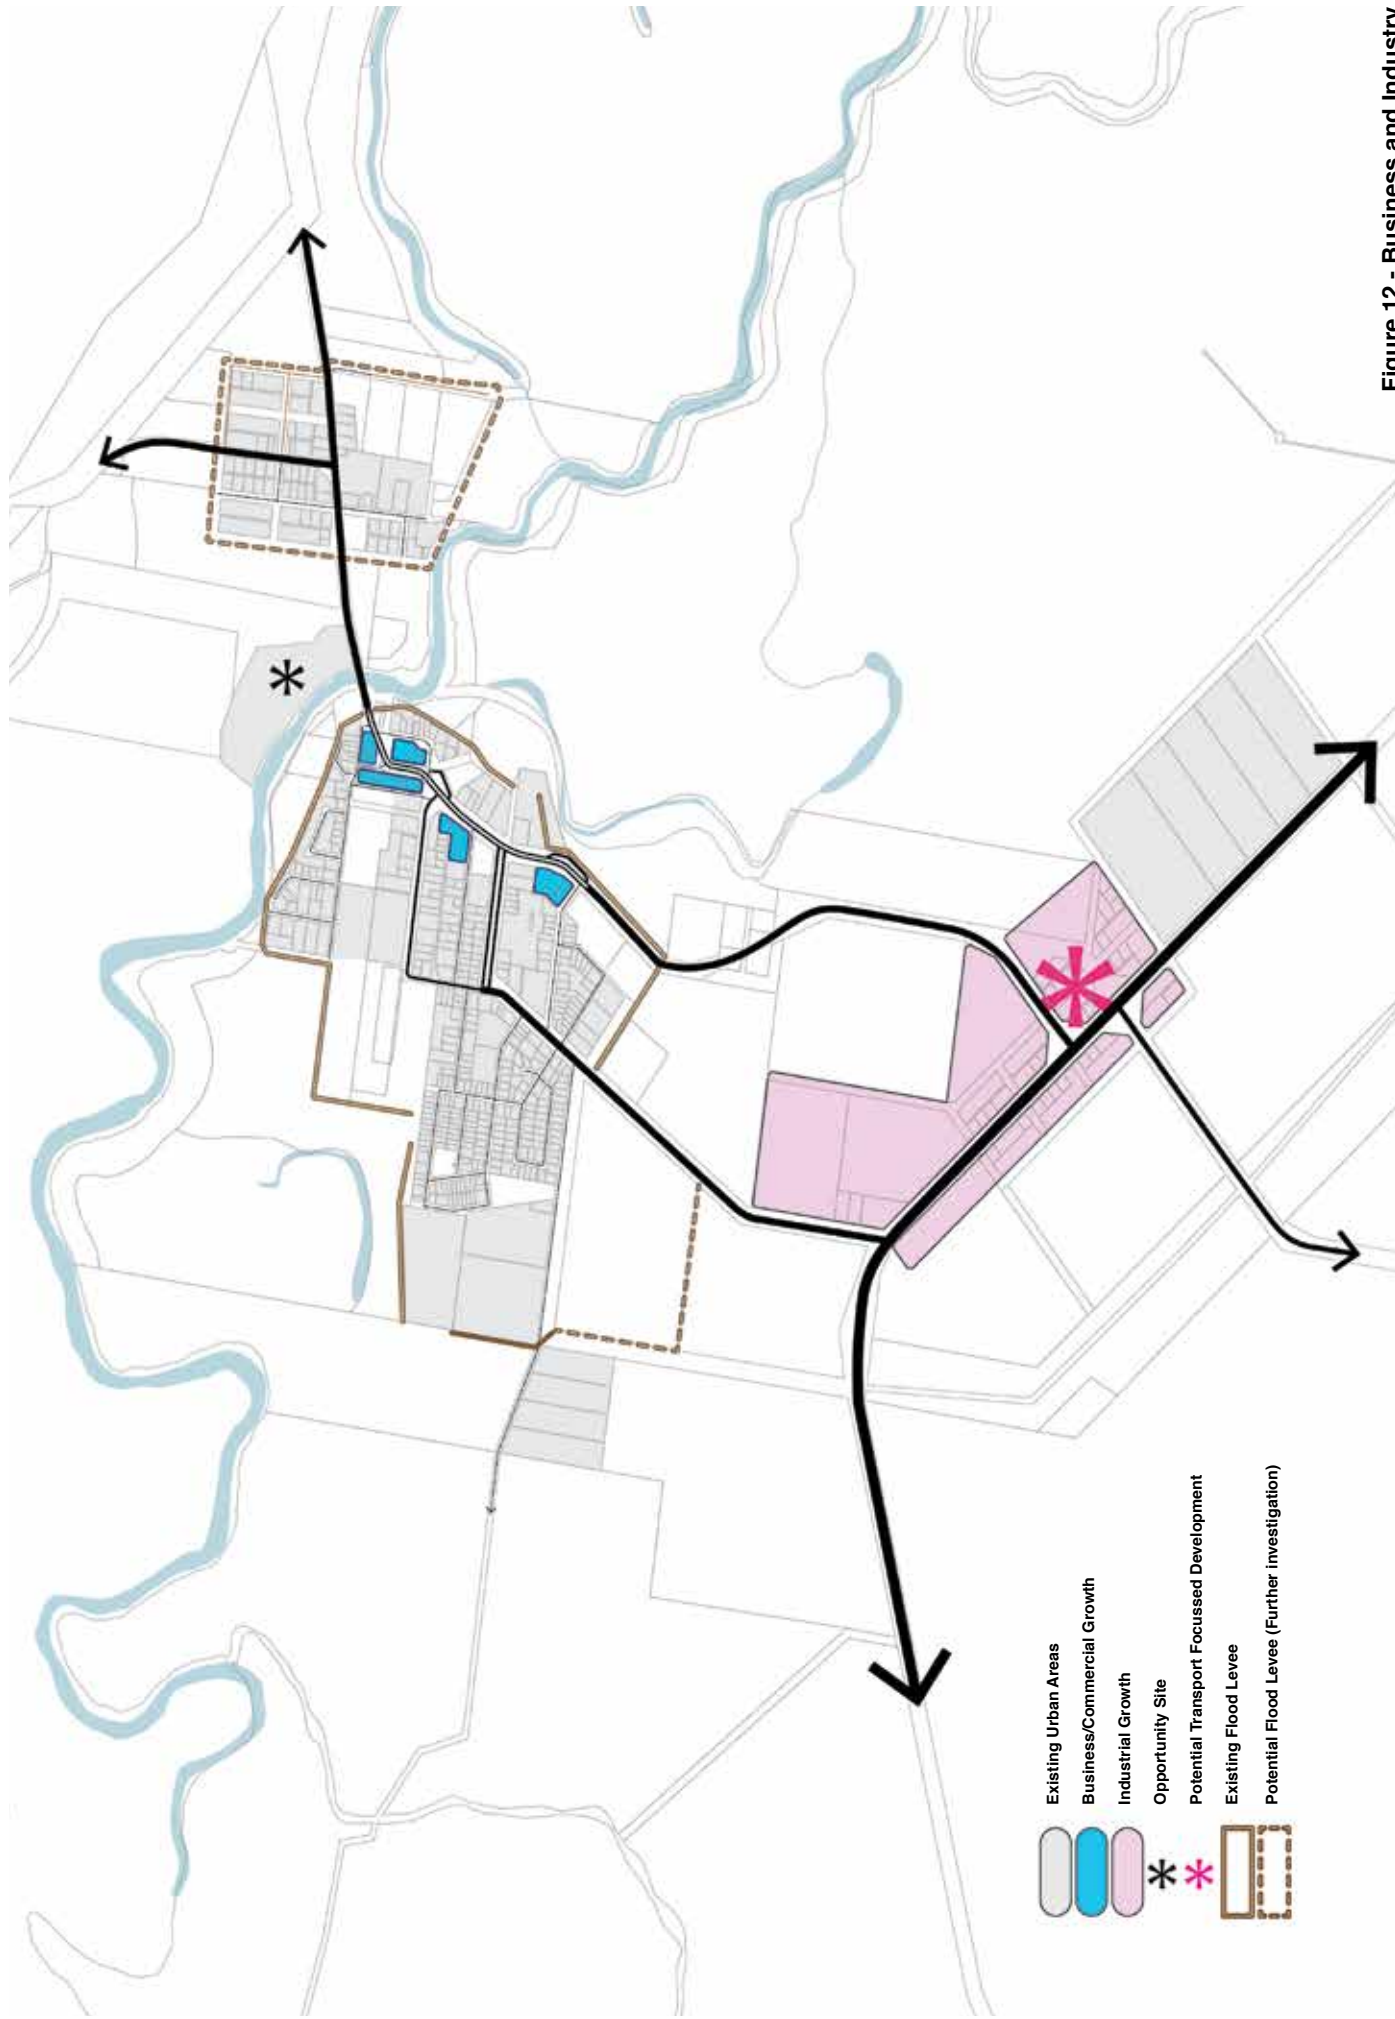 Existing Urban Areas
Business/Commercial Growth
Industrial Growth
Opportunity Site
Potential Transport Focussed Development
Existing Flood Levee
Potential Flood Levee (Further investigation)
Figure 12 - Business and Industry